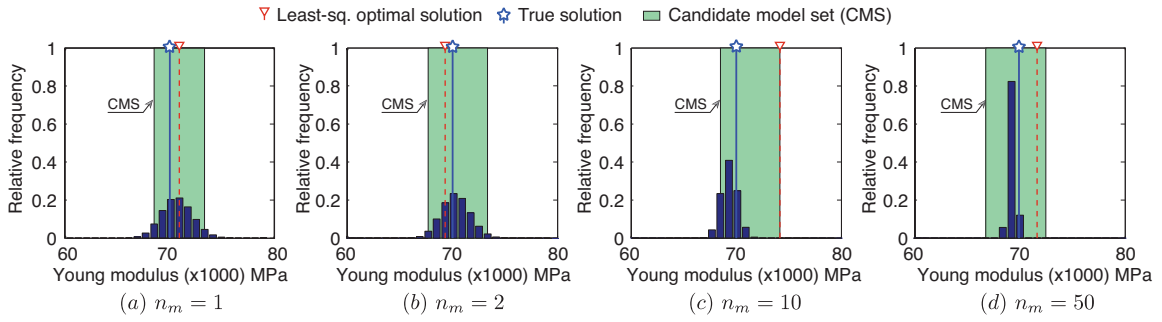 Least-sq. optimal solution True solution Candidate model set (CMS)
Relative frequency
1
0.8
0.6
0.4
0.2
0
CMS
60 70 80
Young modulus (x1000) MPa
(a) n_m = 1
Relative frequency
1
0.8
0.6
0.4
0.2
0
CMS
60 70 80
Young modulus (x1000) MPa
(b) n_m = 2
Relative frequency
1
0.8
0.6
0.4
0.2
0
CMS
60 70 80
Young modulus (x1000) MPa
(c) n_m = 10
Relative frequency
1
0.8
0.6
0.4
0.2
0
CMS
60 70 80
Young modulus (x1000) MPa
(d) n_m = 50